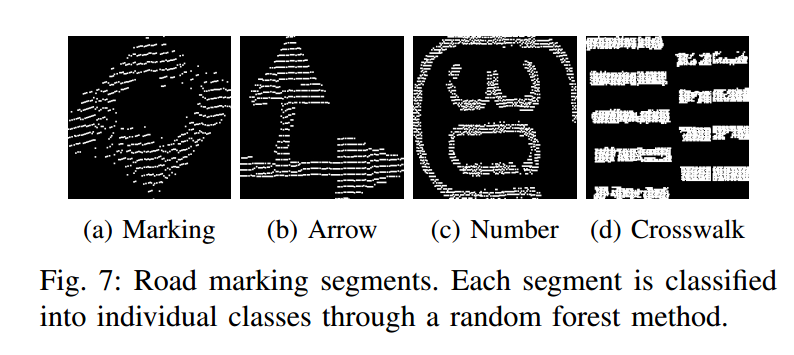 30
(a) Marking (b) Arrow (c) Number (d) Crosswalk
Fig. 7: Road marking segments. Each segment is classified
into individual classes through a random forest method.